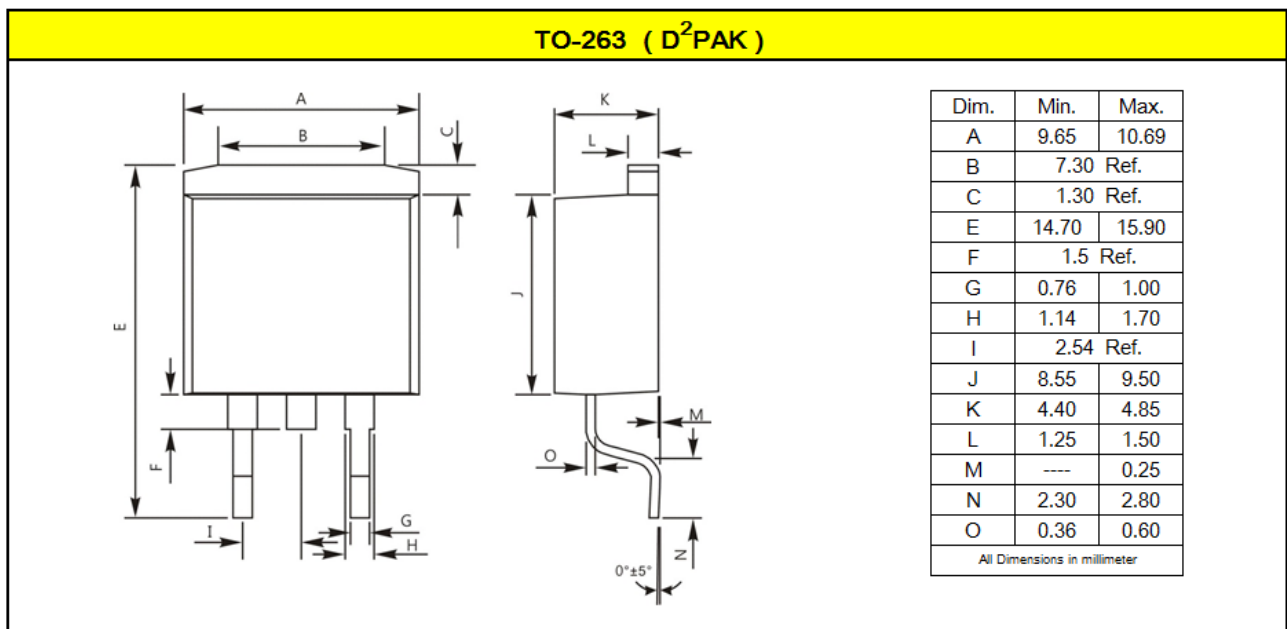 TO-263 ( D²PAK )
A
B
C
E
F
I
G
H
K
L
J
M
O
N
0°±5°
Dim. Min. Max.
A 9.65 10.69
B 7.30 Ref.
C 1.30 Ref.
E 14.70 15.90
F 1.5 Ref.
G 0.76 1.00
H 1.14 1.70
I 2.54 Ref.
J 8.55 9.50
K 4.40 4.85
L 1.25 1.50
M ---- 0.25
N 2.30 2.80
O 0.36 0.60
All Dimensions in millimeter